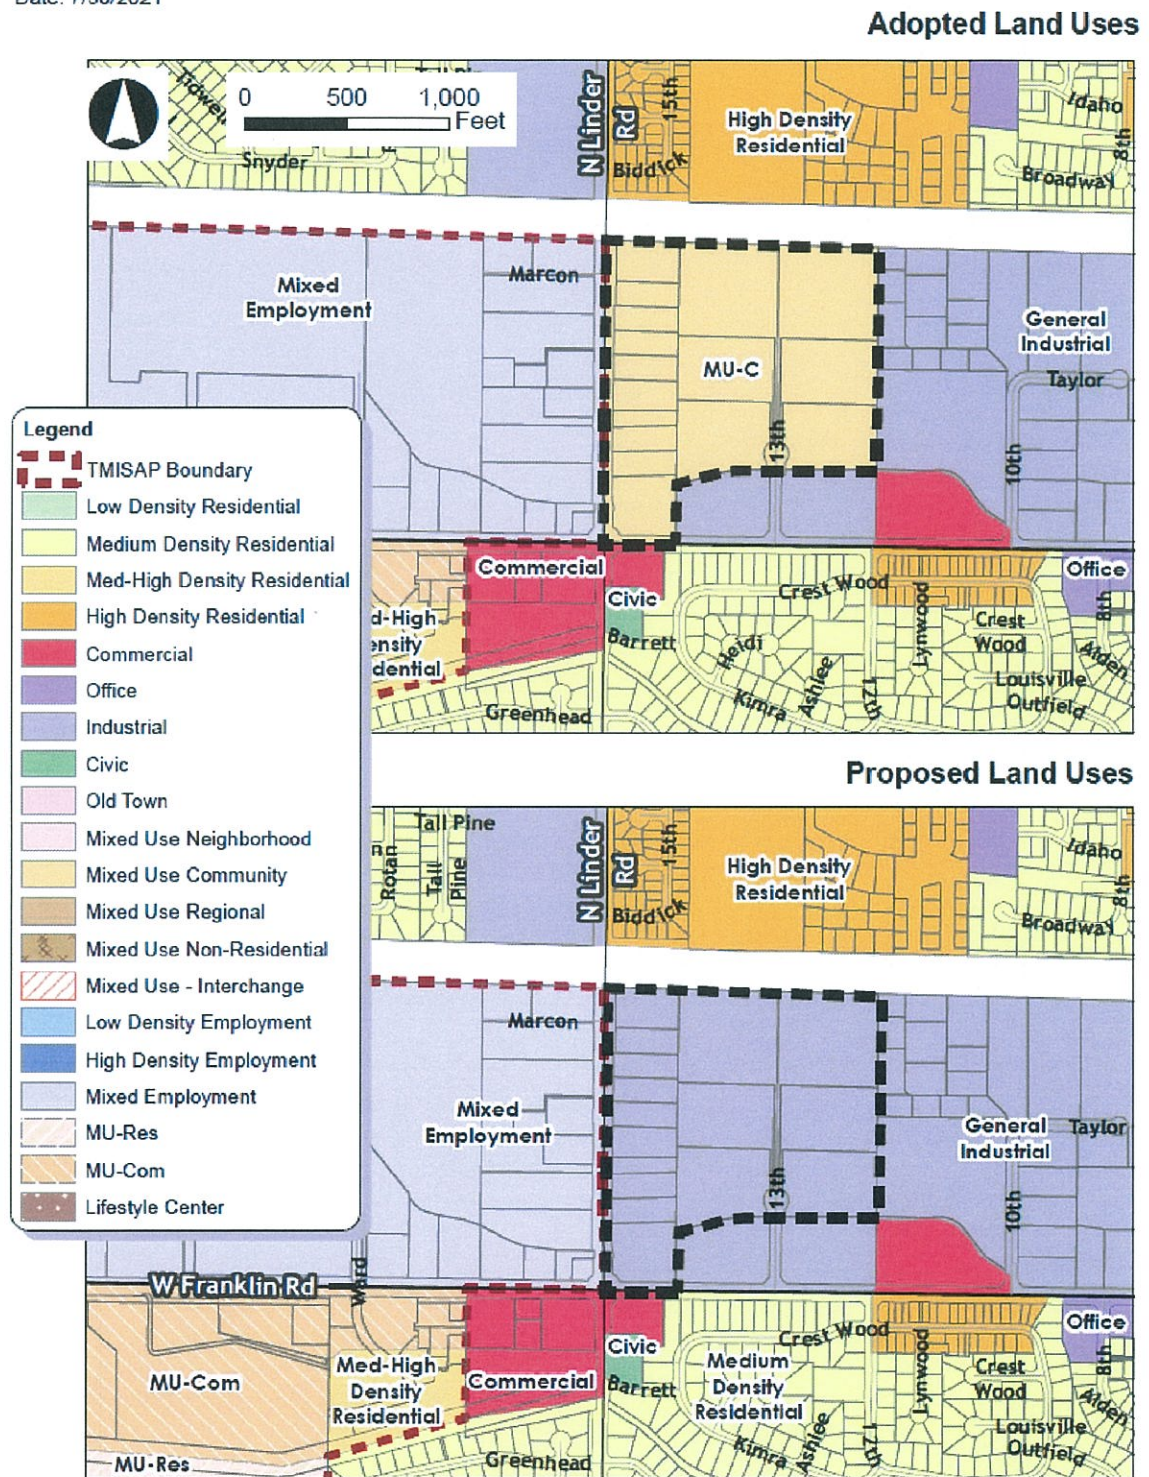 Date: 7/30/2021
Adopted Land Uses
0 500 1,000
Feet
Snyder
N Linder
Rd
15th
Biddick
High Density
Residential
Idaho
8th
Broadway
Mixed
Employment
Marcon
MU-C
13th
General
Industrial
Taylor
10th
Commercial
Civic
Barrett
Crest Wood
Heidi
Kimra
Ashlee
12th
Lynwood
Crest
Wood
Office
8th
Alden
Louisville
Outfield
d-High
ensity
dential
Greenhead
Legend
TMISAP Boundary
Low Density Residential
Medium Density Residential
Med-High Density Residential
High Density Residential
Commercial
Office
Industrial
Civic
Old Town
Mixed Use Neighborhood
Mixed Use Community
Mixed Use Regional
Mixed Use Non-Residential
Mixed Use - Interchange
Low Density Employment
High Density Employment
Mixed Employment
MU-Res
MU-Com
Lifestyle Center
Proposed Land Uses
Tall Pine
Rotan
Tall
Pine
N Linder
Rd
15th
Biddick
High Density
Residential
Idaho
8th
Broadway
Marcon
Mixed
Employment
13th
General
Industrial
Taylor
10th
W Franklin Rd
Ward
MU-Com
Med-High
Density
Residential
Commercial
Civic
Barrett
Medium
Density
Residential
Crest Wood
Kimra
Ashlee
12th
Lynwood
Crest
Wood
Office
8th
Alden
Louisville
Outfield
MU-Res
Greenhead